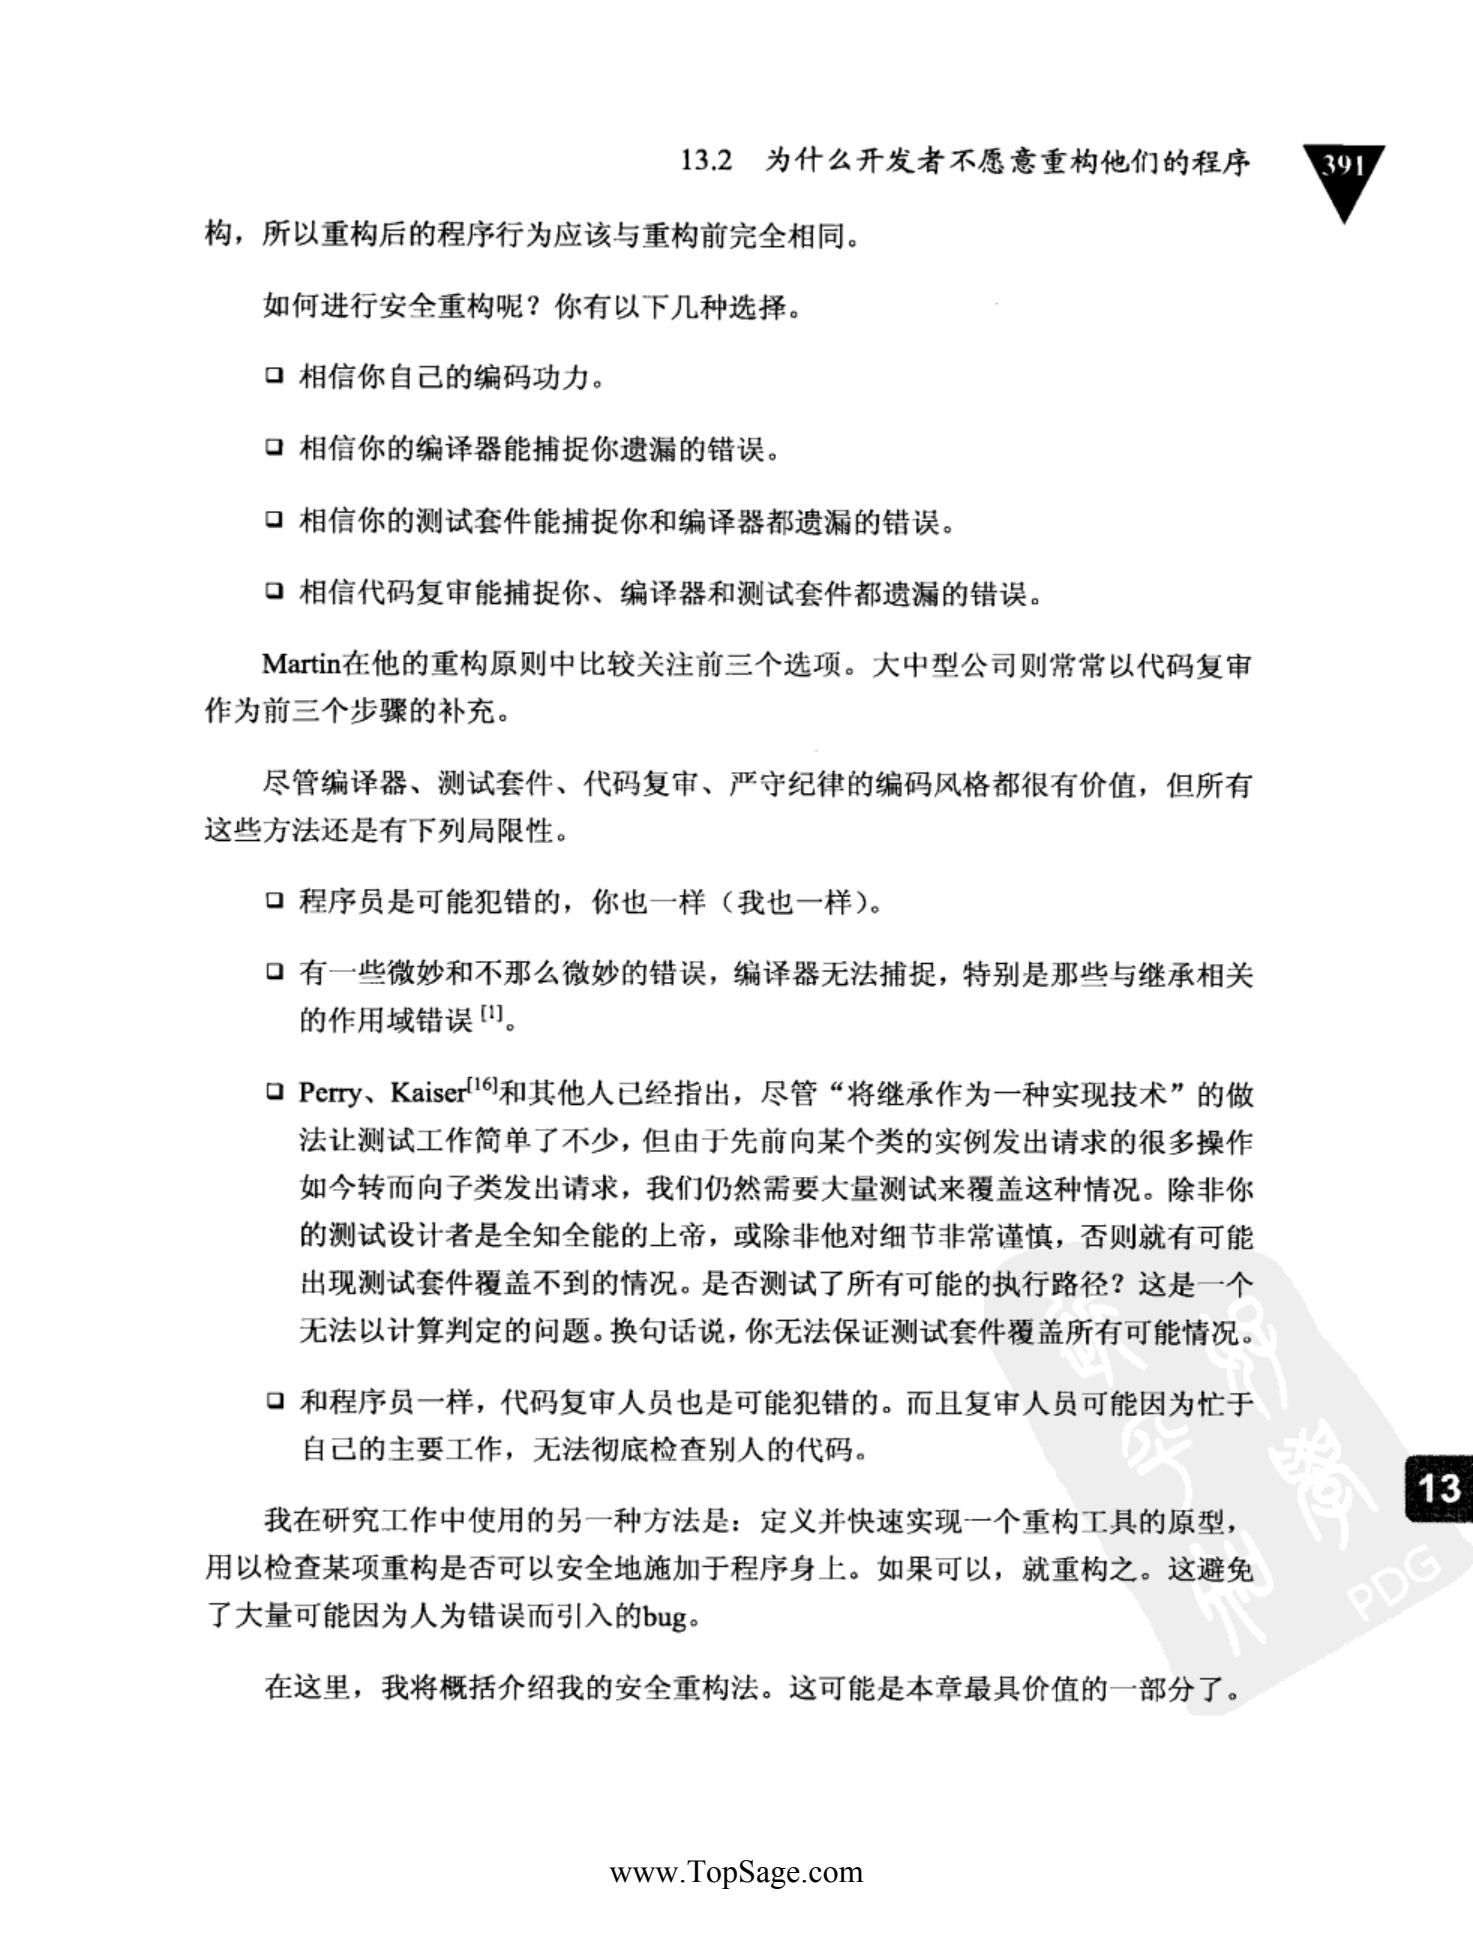 13.2 为什么开发者不愿意重构他们的程序
391
构，所以重构后的程序行为应该与重构前完全相同。
如何进行安全重构呢？你有以下几种选择。
❑ 相信你自己的编码功力。
❑ 相信你的编译器能捕捉你遗漏的错误。
❑ 相信你的测试套件能捕捉你和编译器都遗漏的错误。
❑ 相信代码复审能捕捉你、编译器和测试套件都遗漏的错误。
Martin在他的重构原则中比较关注前三个选项。大中型公司则常常以代码复审
作为前三个步骤的补充。
尽管编译器、测试套件、代码复审、严守纪律的编码风格都很有价值，但所有
这些方法还是有下列局限性。
❑ 程序员是可能犯错的，你也一样（我也一样）。
❑ 有一些微妙和不那么微妙的错误，编译器无法捕捉，特别是那些与继承相关
的作用域错误[1]。
❑ Perry、Kaiser[16]和其他人已经指出，尽管“将继承作为一种实现技术”的做
法让测试工作简单了不少，但由于先前向某个类的实例发出请求的很多操作
如今转而向子类发出请求，我们仍然需要大量测试来覆盖这种情况。除非你
的测试设计者是全知全能的上帝，或除非他对细节非常谨慎，否则就有可能
出现测试套件覆盖不到的情况。是否测试了所有可能的执行路径？这是一个
无法以计算判定的问题。换句话说，你无法保证测试套件覆盖所有可能情况。
❑ 和程序员一样，代码复审人员也是可能犯错的。而且复审人员可能因为忙于
自己的主要工作，无法彻底检查别人的代码。
13
我在研究工作中使用的另一种方法是：定义并快速实现一个重构工具的原型，
用以检查某项重构是否可以安全地施加于程序身上。如果可以，就重构之。这避免
了大量可能因为人为错误而引入的bug。
PDG
在这里，我将概括介绍我的安全重构法。这可能是本章最具价值的一部分了。
www.TopSage.com